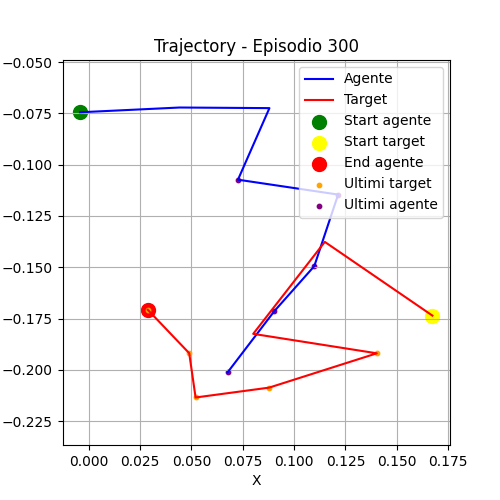 Trajectory - Episodio 300
−0.050
−0.075
−0.100
−0.125
−0.150
−0.175
−0.200
−0.225
Agente
Target
Start agente
Start target
End agente
Ultimi target
Ultimi agente
0.000 0.025 0.050 0.075 0.100 0.125 0.150 0.175
X